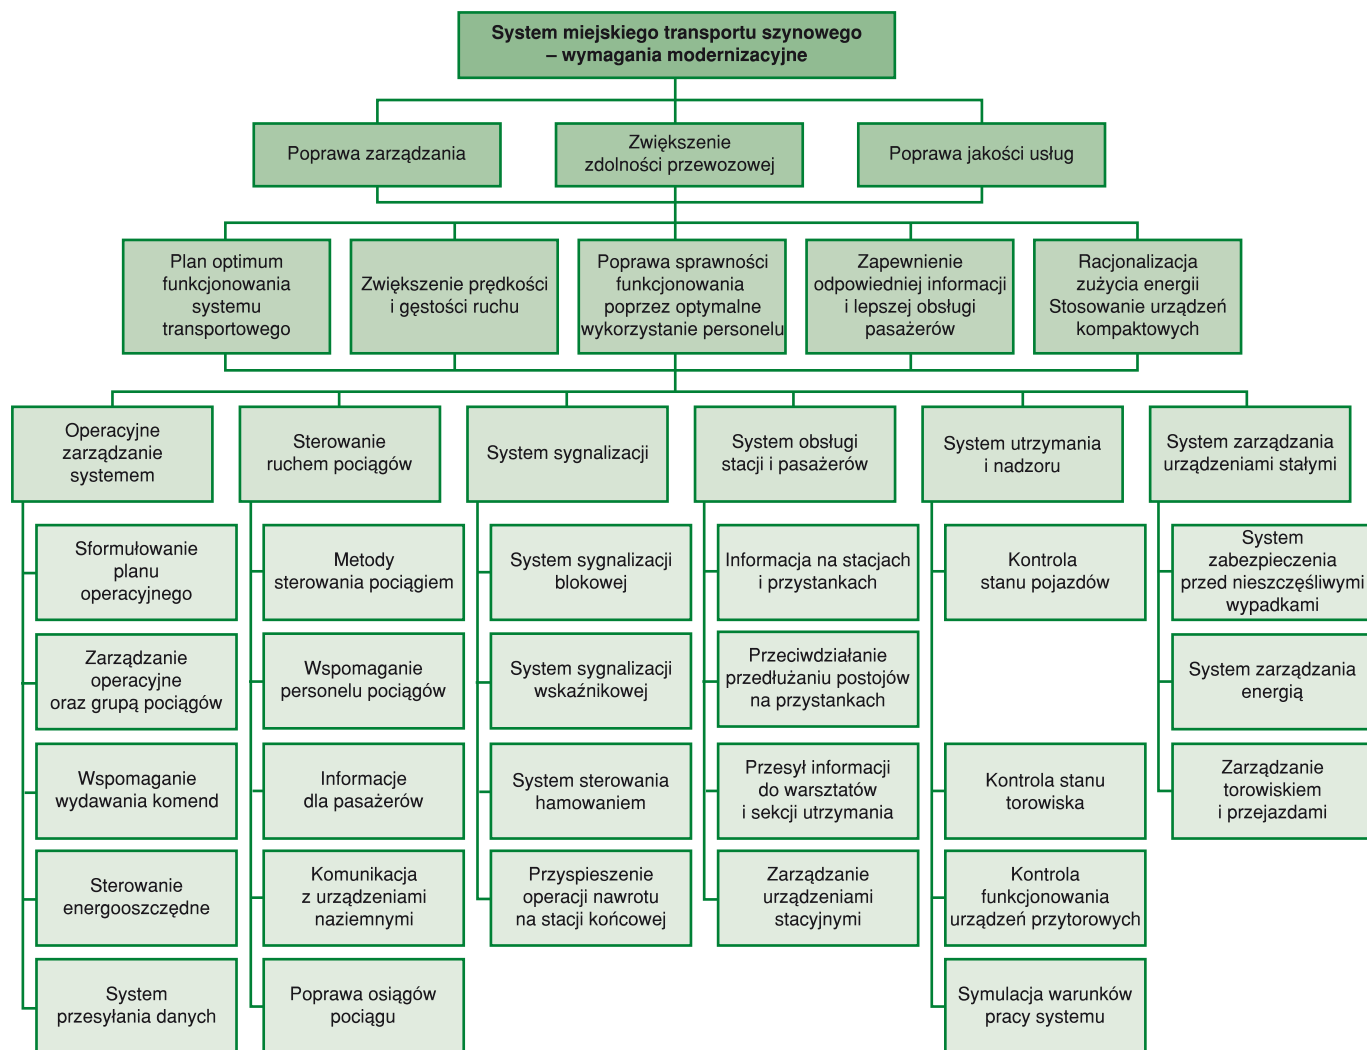 System miejskiego transportu szynowego
– wymagania modernizacyjne
Poprawa zarządzania
Zwiększenie
zdolności przewozowej
Poprawa jakości usług
Plan optimum
funkcjonowania
systemu
transportowego
Zwiększenie prędkości
i gęstości ruchu
Poprawa sprawności
funkcjonowania
poprzez optymalne
wykorzystanie personelu
Zapewnienie
odpowiedniej informacji
i lepszej obsługi
pasażerów
Racjonalizacja
zużycia energii
Stosowanie urządzeń
kompaktowych
Operacyjne
zarządzanie
systemem
Sterowanie
ruchem pociągów
System sygnalizacji
System obsługi
stacji i pasażerów
System utrzymania
i nadzoru
System zarządzania
urządzeniami stałymi
Sformułowanie
planu
operacyjnego
Metody
sterowania pociągiem
System sygnalizacji
blokowej
Informacja na stacjach
i przystankach
Kontrola
stanu pojazdów
System
zabezpieczenia
przed nieszczęśliwymi
wypadkami
Zarządzanie
operacyjne
oraz grupą pociągów
Wspomaganie
personelu pociągów
System sygnalizacji
wskaźnikowej
Przeciwdziałanie
przedłużaniu postojów
na przystankach
System zarządzania
energią
Wspomaganie
wydawania komend
Informacje
dla pasażerów
System sterowania
hamowaniem
Przesył informacji
do warsztatów
i sekcji utrzymania
Kontrola stanu
torowiska
Zarządzanie
torowiskiem
i przejazdami
Sterowanie
energooszczędne
Komunikacja
z urządzeniami
naziemnymi
Przyspieszenie
operacji nawrotu
na stacji końcowej
Zarządzanie
urządzeniami
stacyjnymi
Kontrola
funkcjonowania
urządzeń przytorowych
System
przesyłania danych
Poprawa osiągów
pociągu
Symulacja warunków
pracy systemu